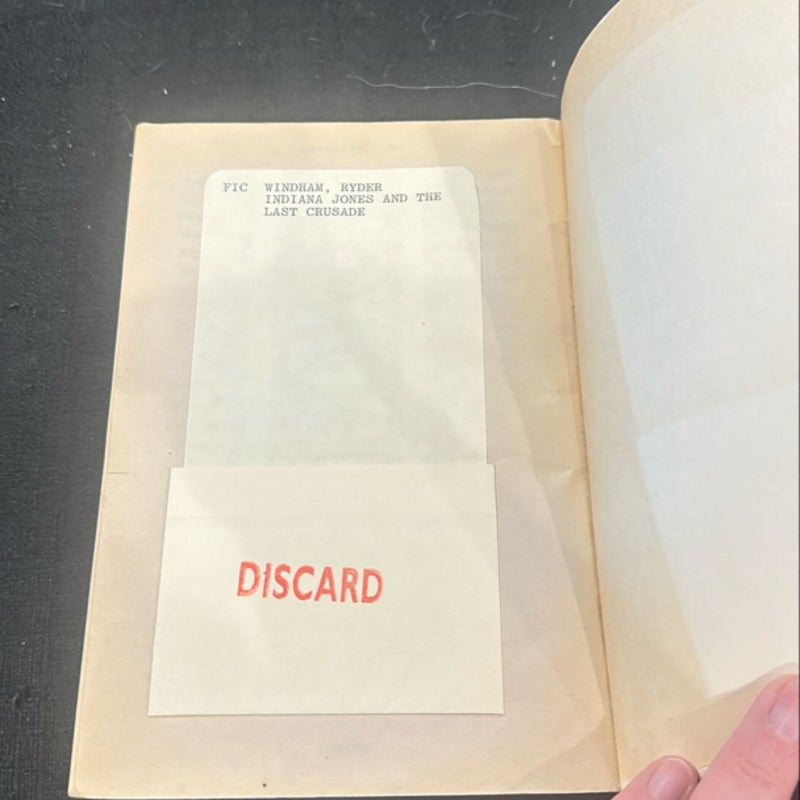 FIC WINDHAM, RYDER
INDIANA JONES AND THE
LAST CRUSADE
DISCARD